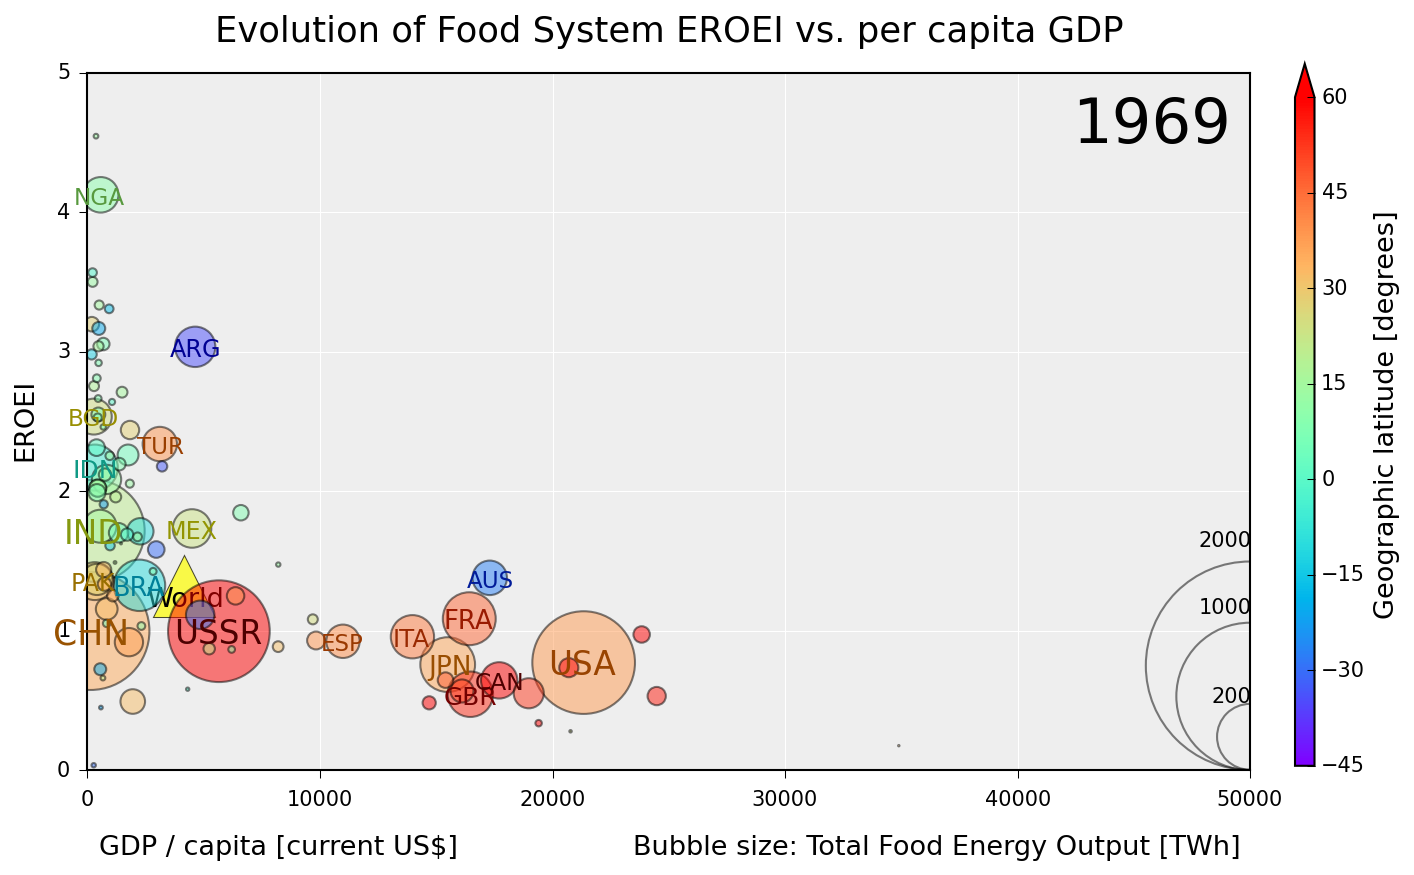 Evolution of Food System EROEI vs. per capita GDP
1969
5
4
3
2
1
0
EROEI
0
10000
20000
30000
40000
50000
GDP / capita [current US$]
Bubble size: Total Food Energy Output [TWh]
NGA
ARG
BGD
TUR
IDN
IND
MEX
PAK
BRA
World
AUS
CHN
USSR
FRA
ITA
ESP
JPN
USA
CAN
GBR
2000
1000
200
60
45
30
15
0
−15
−30
−45
Geographic latitude [degrees]